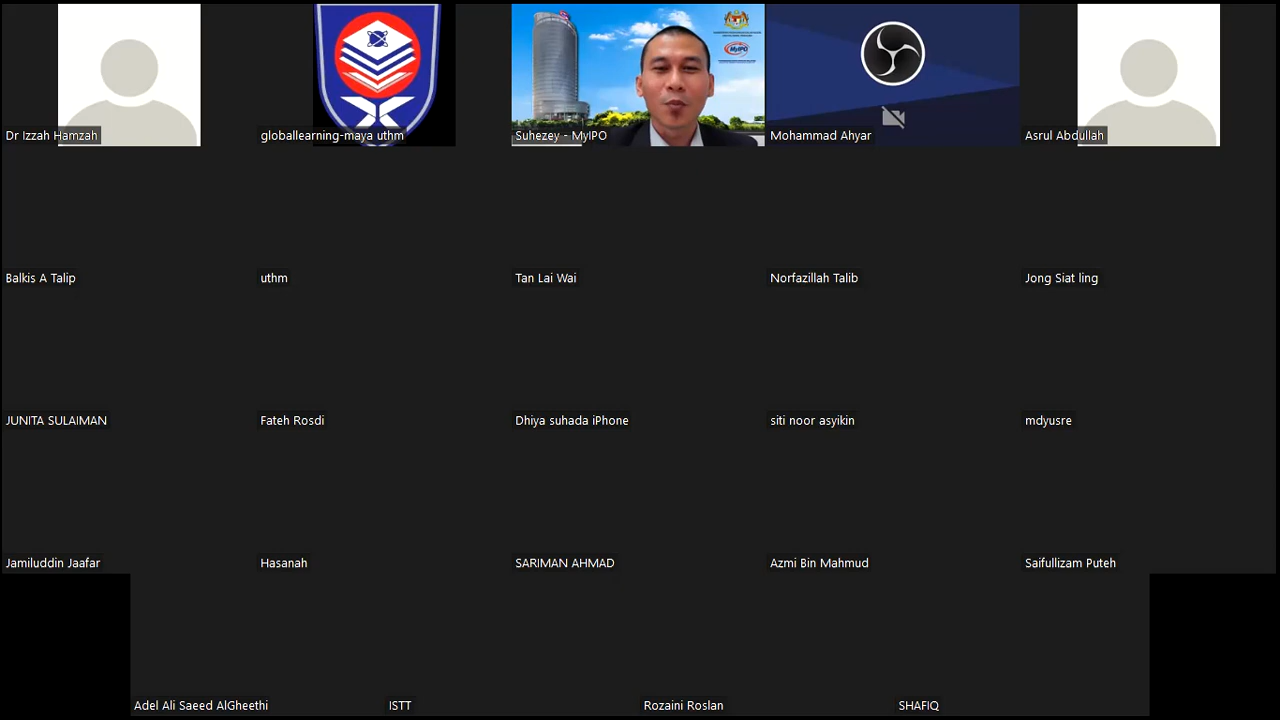 MyIPO
Dr Izzah Hamzah
globallearning-maya uthm
Suhezey - MyIPO
Mohammad Ahyar
Asrul Abdullah
Balkis A Talip
uthm
Tan Lai Wai
Norfazillah Talib
Jong Siat ling
JUNITA SULAIMAN
Fateh Rosdi
Dhiya suhada iPhone
siti noor asyikin
mdyusre
Jamiluddin Jaafar
Hasanah
SARIMAN AHMAD
Azmi Bin Mahmud
Saifullizam Puteh
Adel Ali Saeed AlGheethi
ISTT
Rozaini Roslan
SHAFIQ